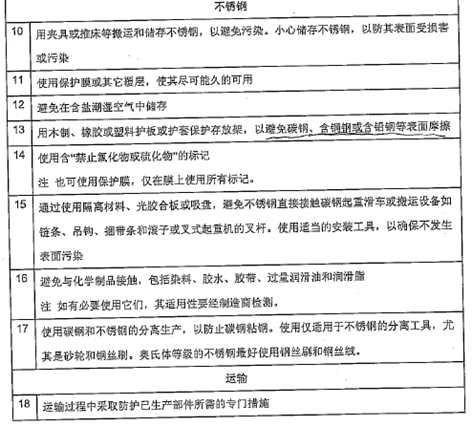 不锈钢
10 用夹具或推床等搬运和储存不锈钢，以避免污染。小心储存不锈钢，以防其表面受损害
或污染
11 使用保护膜或其它覆层，使其尽可能久的可用
12 避免在含盐潮湿空气中储存
13 用木制、橡胶或塑料护板或护套保护存放架，以避免碳钢、含铜钢或含铅钢等表面摩擦
14 使用含“禁止氯化物或硫化物”的标记
注 也可使用保护膜，仅在膜上使用所有标记。
15 通过使用隔离材料、光胶合板或吸盘，避免不锈钢直接接触碳钢起重滑车或搬运设备如
链条、吊钩、捆带条和滚子或叉式起重机的叉杆。使用适当的安装工具，以确保不发生
表面污染
16 避免与化学制品接触，包括染料、胶水、胶带、过量润滑油和润滑脂
注 如有必要使用它们，其适用性要经制造商检测。
17 使用碳钢和不锈钢的分离生产，以防止碳钢粘钢。使用仅适用于不锈钢的分离工具，尤
其是砂轮和钢丝刷。奥氏体等级的不锈钢最好使用钢丝刷和钢丝绒。
运输
18 运输过程中采取防护已生产部件所需的专门措施